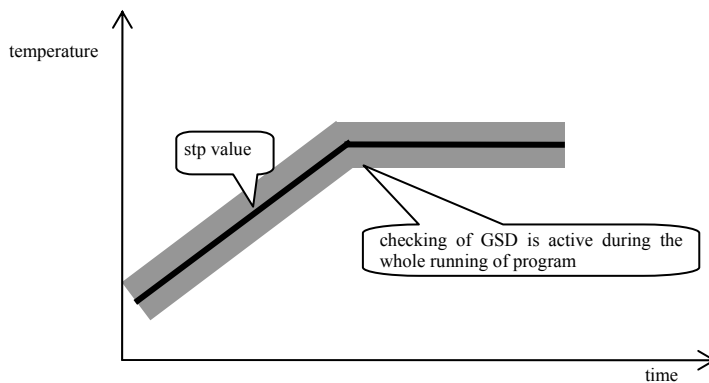 temperature
stp value
checking of GSD is active during the
whole running of program
time